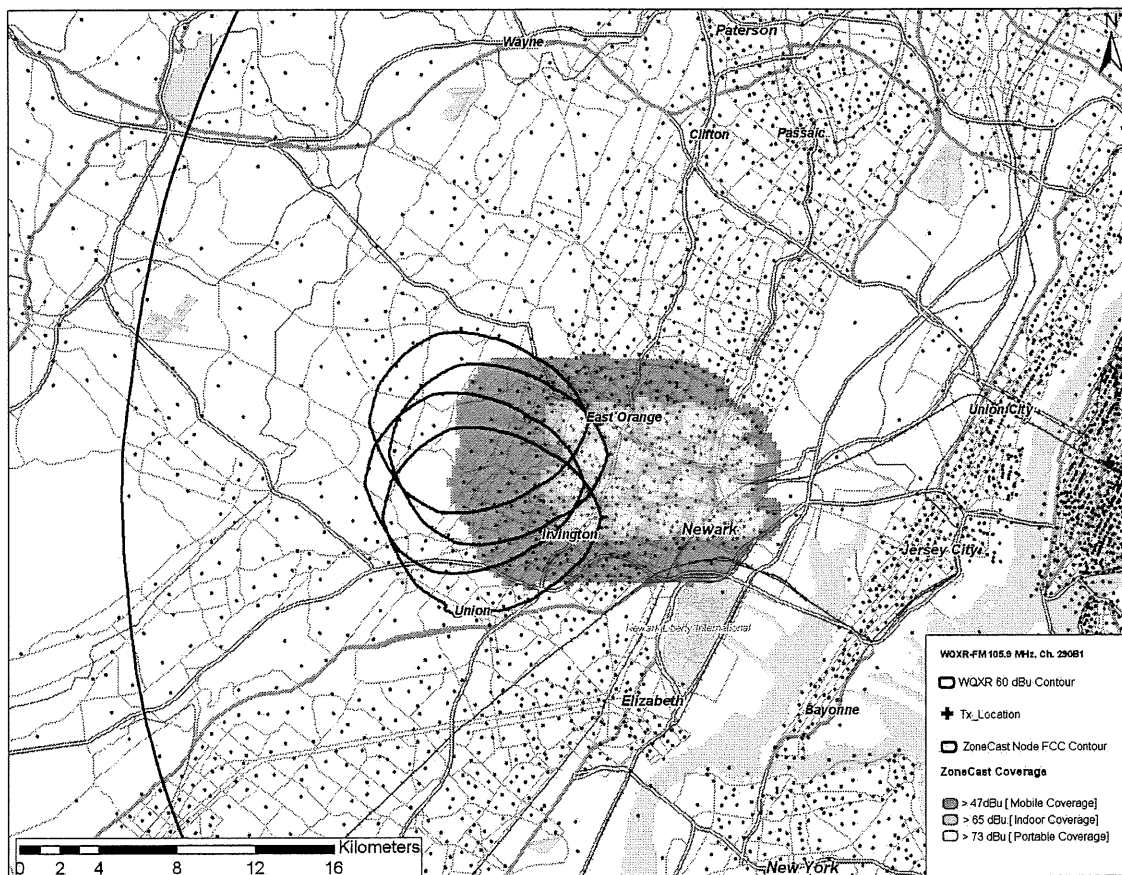 N
Wayne
Paterson
Clifton
Passaic
East Orange
Union City
Irvington
Newark
Jersey City
Union
Newark Liberty International
Elizabeth
Bayonne
New York
WQXR-FM 105.9 MHz. Ch. 290B1
WQXR 60 dBu Contour
Tx_Location
ZoneCast Node FCC Contour
ZoneCast Coverage
> 47dBu [ Mobile Coverage]
> 65 dBu [ Indoor Coverage]
> 73 dBu [ Portable Coverage]
Kilometers
0 2 4 8 12 16